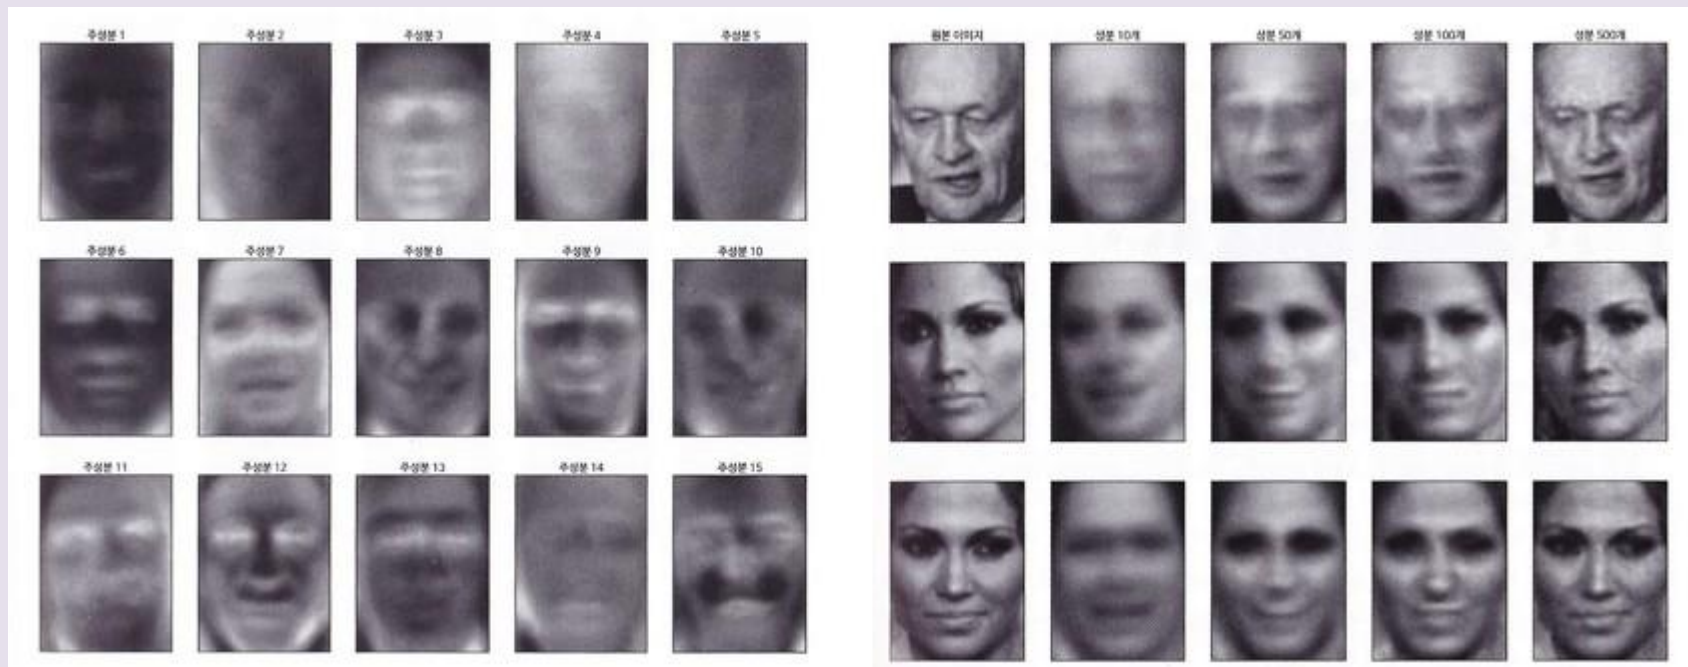 주성분 1 주성분 2 주성분 3 주성분 4 주성분 5
원본 이미지 성분 10개 성분 50개 성분 100개 성분 500개
주성분 6 주성분 7 주성분 8 주성분 9 주성분 10
주성분 11 주성분 12 주성분 13 주성분 14 주성분 15